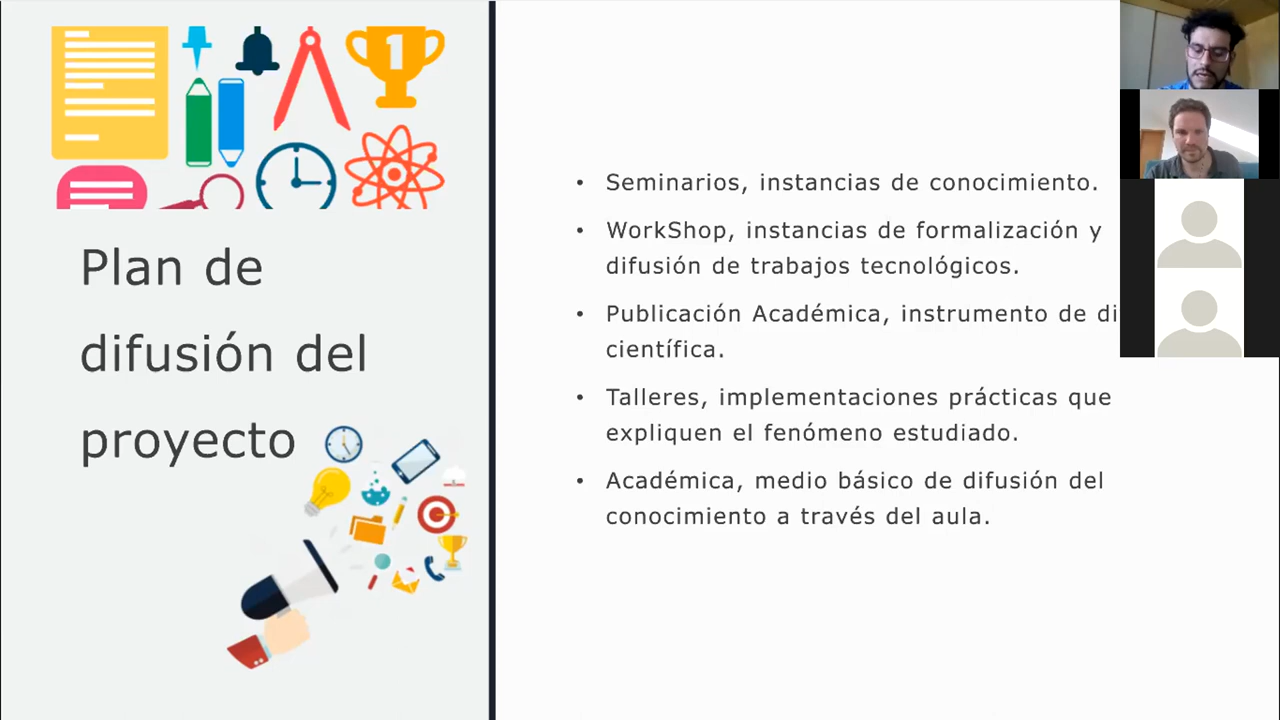 Plan de
difusión del
proyecto
1
• Seminarios, instancias de conocimiento.
• WorkShop, instancias de formalización y
difusión de trabajos tecnológicos.
• Publicación Académica, instrumento de di
científica.
• Talleres, implementaciones prácticas que
expliquen el fenómeno estudiado.
• Académica, medio básico de difusión del
conocimiento a través del aula.